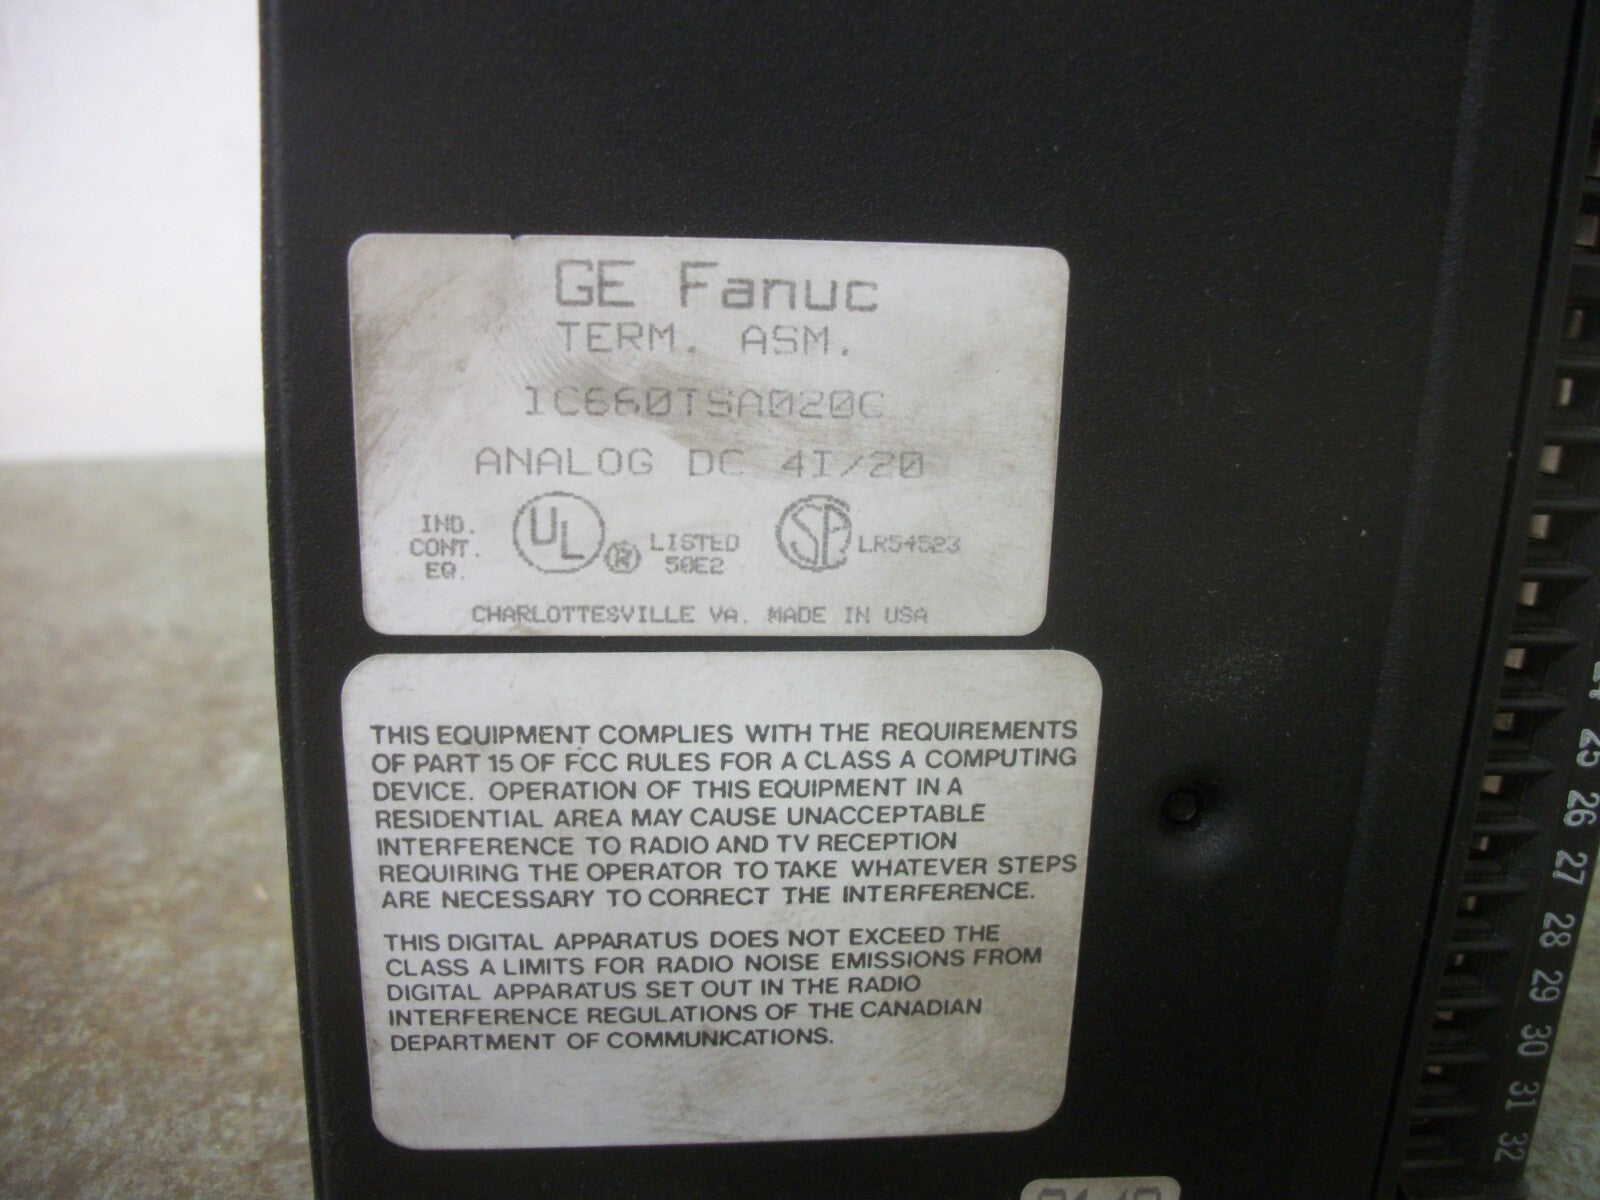 GE Fanuc
TERM. ASM.
IC660TSA020C
ANALOG DC 4I/2O
IND.
CONT.
EQ.
UL
®
LISTED
50E2
SP
LR54523
CHARLOTTESVILLE VA. MADE IN USA
THIS EQUIPMENT COMPLIES WITH THE REQUIREMENTS
OF PART 15 OF FCC RULES FOR A CLASS A COMPUTING
DEVICE. OPERATION OF THIS EQUIPMENT IN A
RESIDENTIAL AREA MAY CAUSE UNACCEPTABLE
INTERFERENCE TO RADIO AND TV RECEPTION
REQUIRING THE OPERATOR TO TAKE WHATEVER STEPS
ARE NECESSARY TO CORRECT THE INTERFERENCE.
THIS DIGITAL APPARATUS DOES NOT EXCEED THE
CLASS A LIMITS FOR RADIO NOISE EMISSIONS FROM
DIGITAL APPARATUS SET OUT IN THE RADIO
INTERFERENCE REGULATIONS OF THE CANADIAN
DEPARTMENT OF COMMUNICATIONS.
25
26
27
28
29
30
31
32